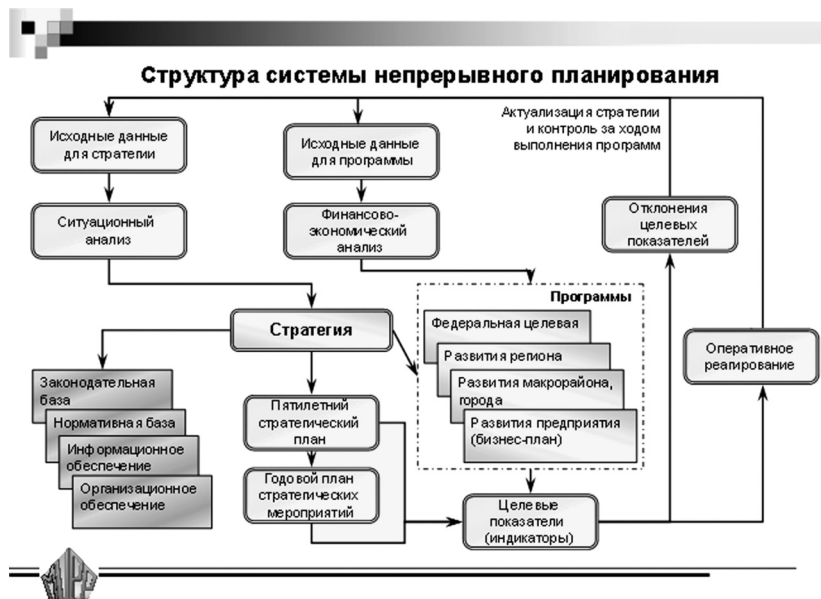 Структура системы непрерывного планирования
Актуализация стратегии
и контроль за ходом
выполнения программ
Исходные данные
для стратегии
Исходные данные
для программы
Ситуационный
анализ
Финансово-
экономический
анализ
Отклонения
целевых
показателей
Программы
Стратегия
Федеральная целевая
Развития региона
Развития макрорайона,
города
Развития предприятия
(бизнес-план)
Оперативное
реагирование
Законодательная
база
Нормативная база
Информационное
обеспечение
Организационное
обеспечение
Пятилетний
стратегический
план
Годовой план
стратегических
мероприятий
Целевые
показатели
(индикаторы)